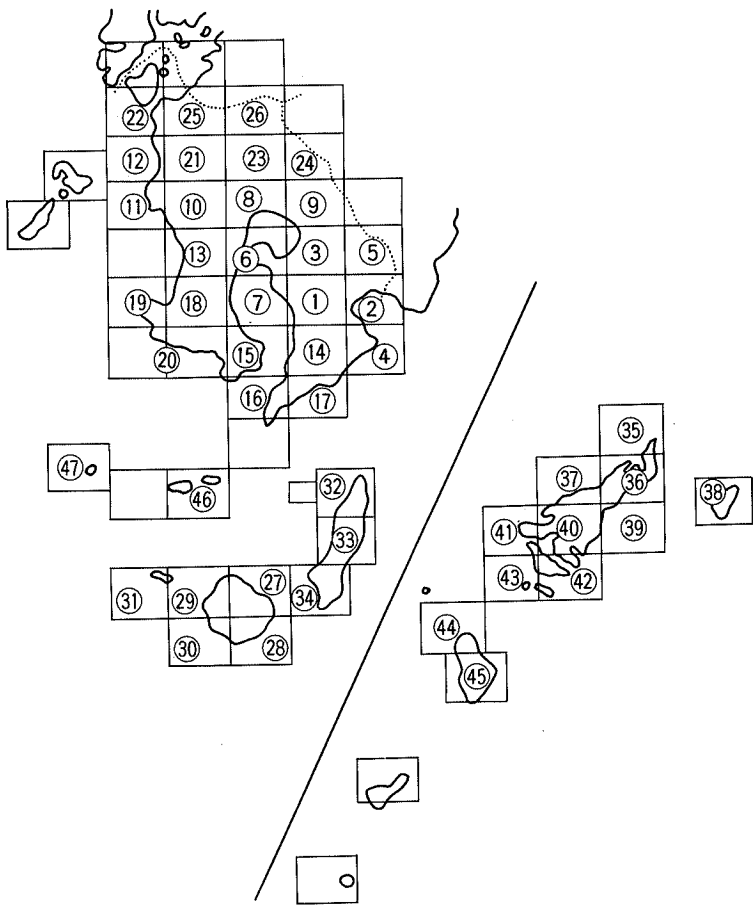 ㉒ ㉕ ㉖
⑫ ㉑ ㉓ ㉔
⑪ ⑩ ⑧ ⑨
⑬ ⑥ ③ ⑤
⑲ ⑱ ⑦ ① ②
⑳ ⑮ ⑭ ④
⑯ ⑰
㉟
㊼ ㊻ ㉜ ㊲ ㊱ ㊳
㉝ ㊶ ㊵ ㊴
㉛ ㉙ ㉗ ㉞ ㊸ ㊷
㉚ ㉘ ㊹
㊺